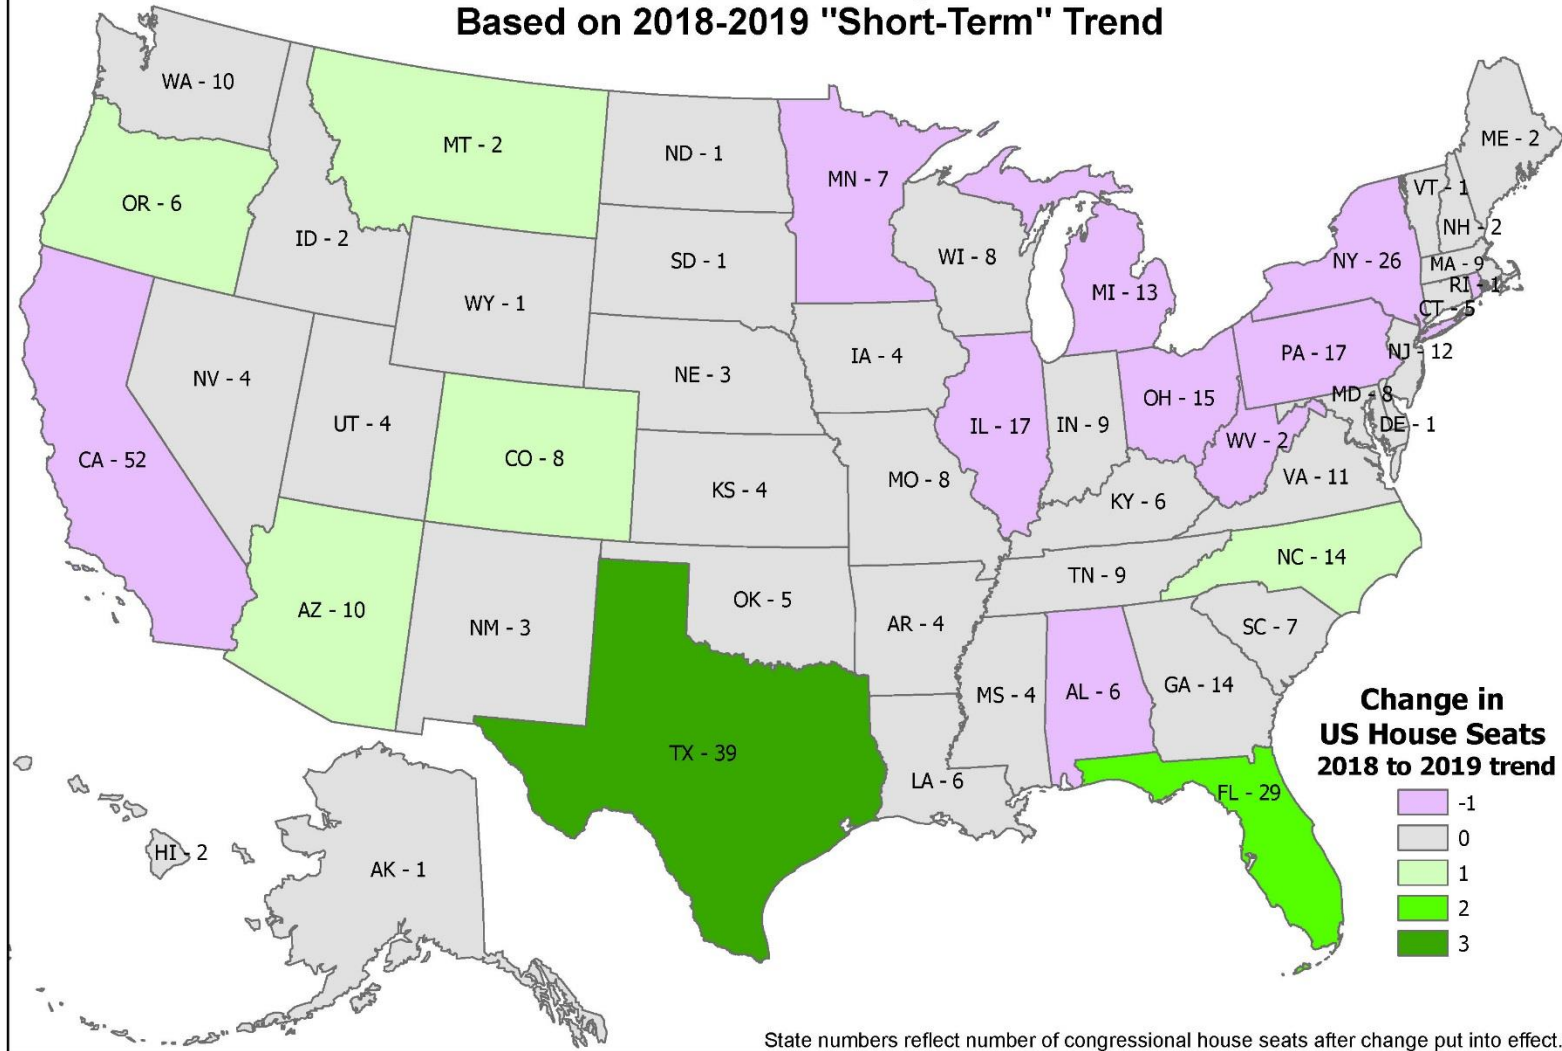 Based on 2018-2019 "Short-Term" Trend
WA - 10
MT - 2
ND - 1
MN - 7
ME - 2
OR - 6
ID - 2
SD - 1
WI - 8
VT - 1
NH - 2
NY - 26
MA - 9
RI - 1
CT - 5
WY - 1
MI - 13
IA - 4
NE - 3
PA - 17
NJ - 12
NV - 4
UT - 4
MD - 8
DE - 1
OH - 15
IL - 17
IN - 9
WV - 2
CA - 52
CO - 8
KS - 4
MO - 8
VA - 11
KY - 6
NC - 14
TN - 9
AZ - 10
NM - 3
OK - 5
AR - 4
SC - 7
MS - 4
AL - 6
GA - 14
TX - 39
LA - 6
FL - 29
HI - 2
AK - 1
Change in
US House Seats
2018 to 2019 trend
-1
0
1
2
3
State numbers reflect number of congressional house seats after change put into effect.